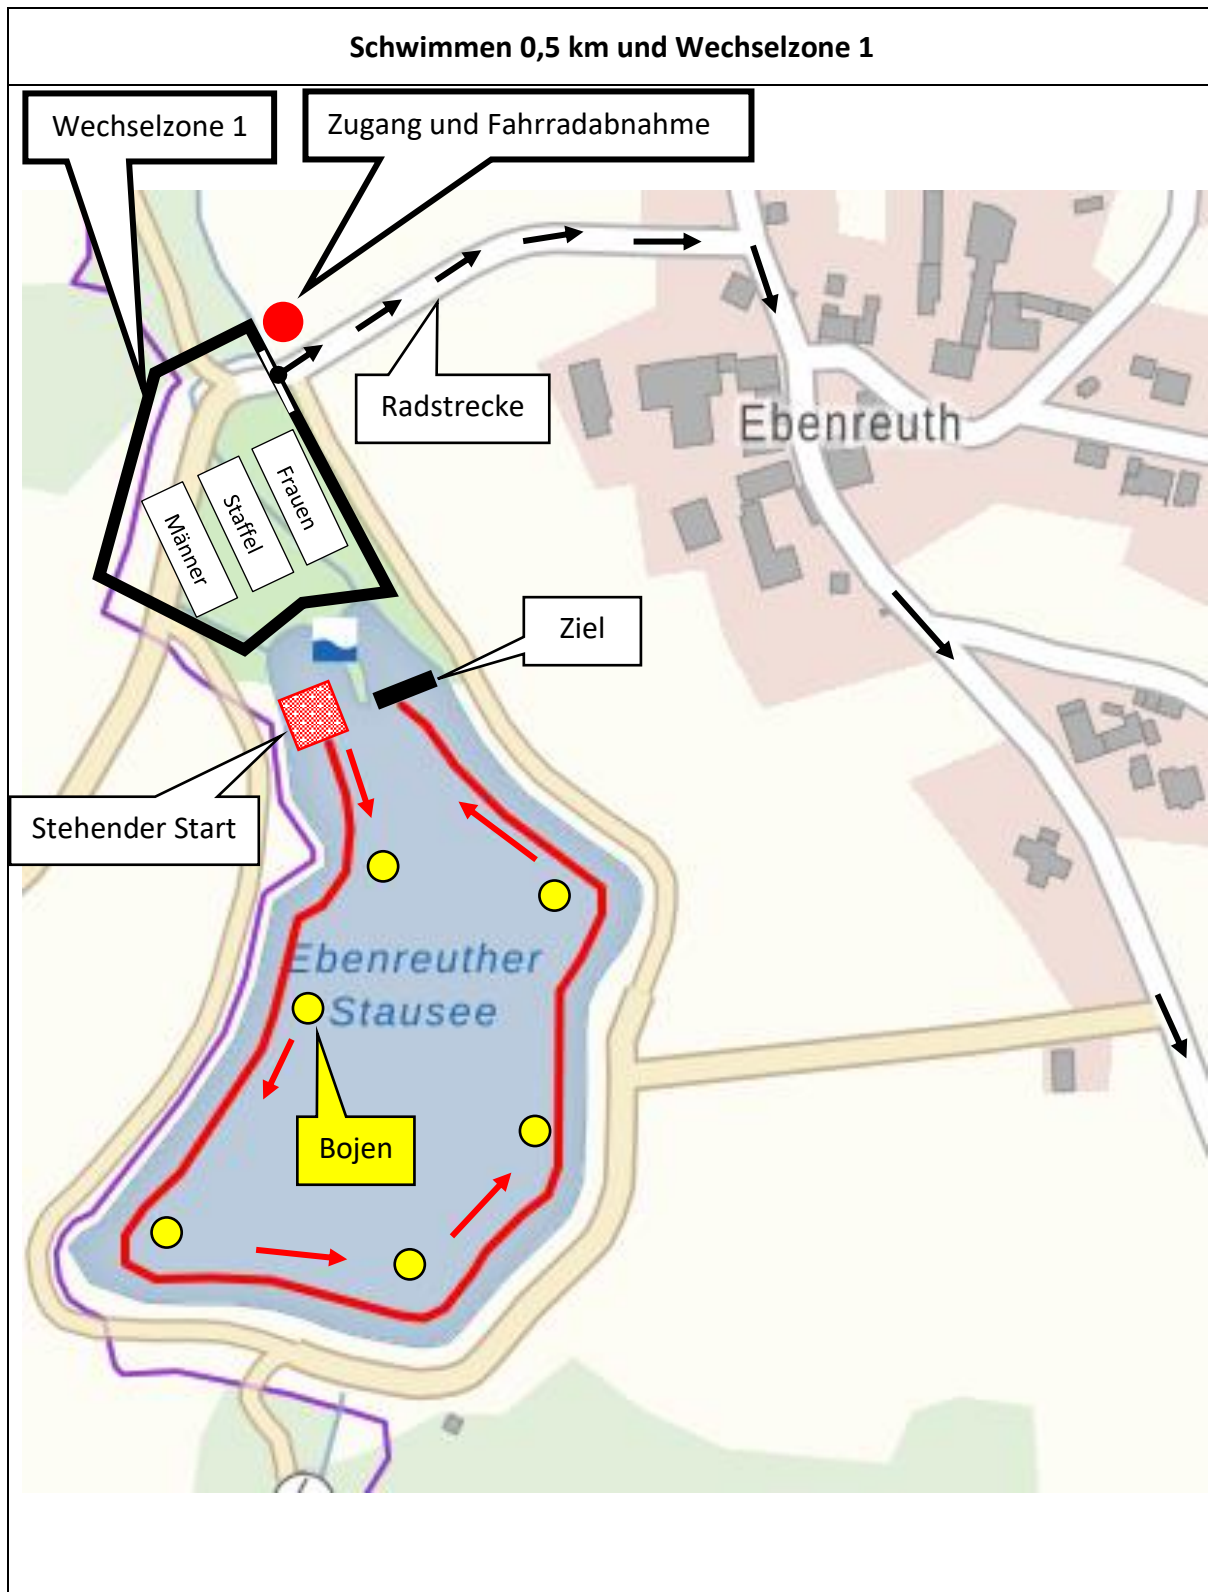 Schwimmen 0,5 km und Wechselzone 1
Wechselzone 1
Zugang und Fahrradabnahme
Radstrecke
Ebenreuth
Frauen
Staffel
Männer
Ziel
Stehender Start
Ebenreuther
Stausee
Bojen